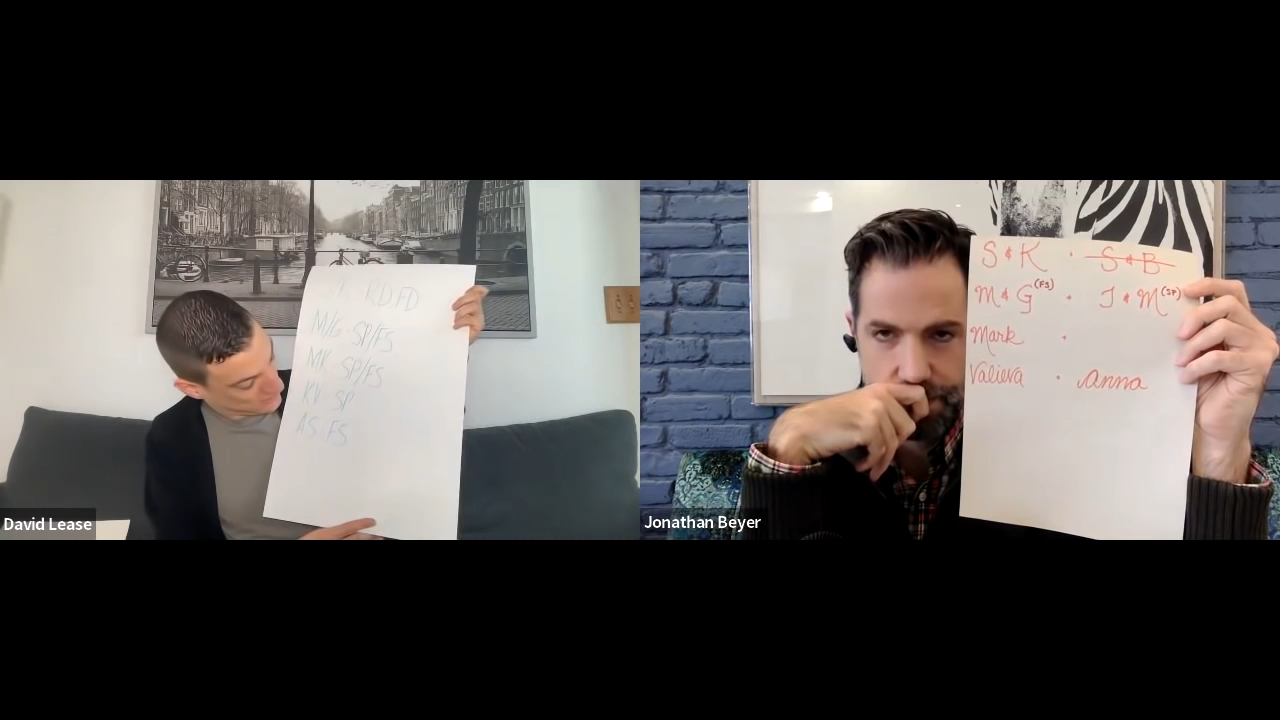 RD FD
M/G SP/FS
MK SP/FS
KV SP
AS FS
David Lease
S & K · S & B
M & G (FS) · T & M (SP)
Mark ·
Valieva · Anna
Jonathan Beyer